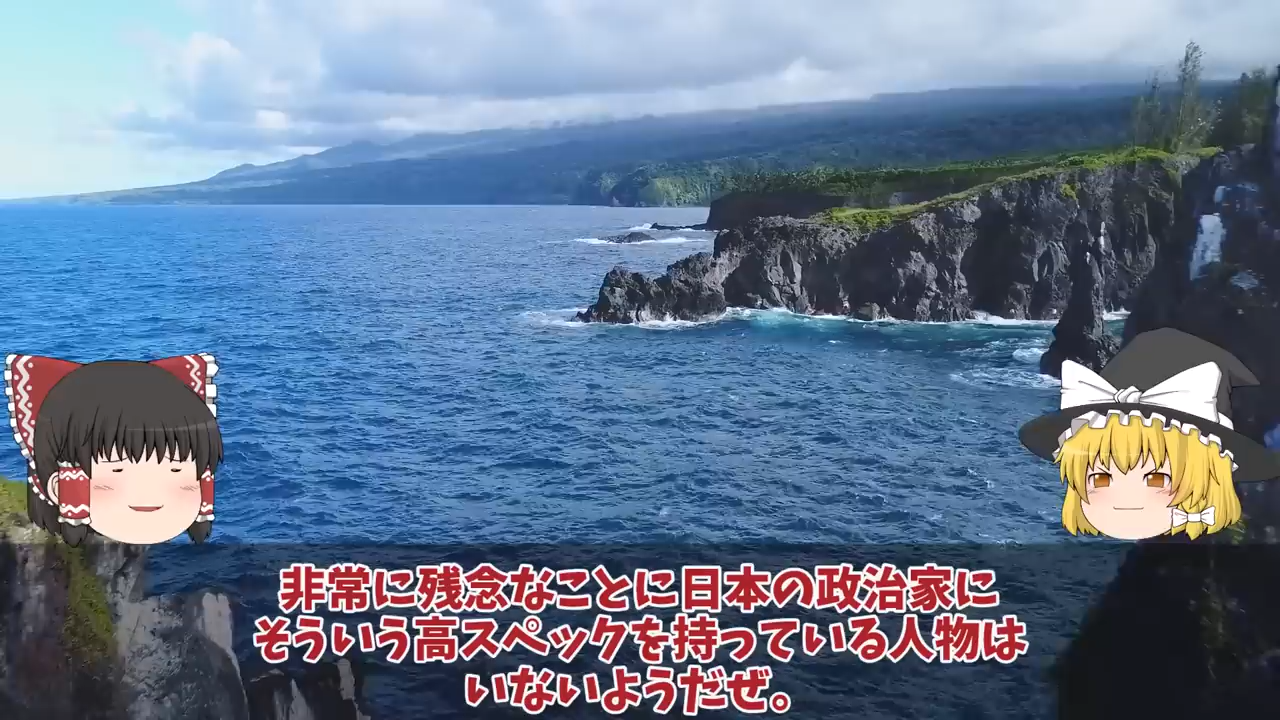 非常に残念なことに日本の政治家に
そういう高スペックを持っている人物は
いないようだぜ。